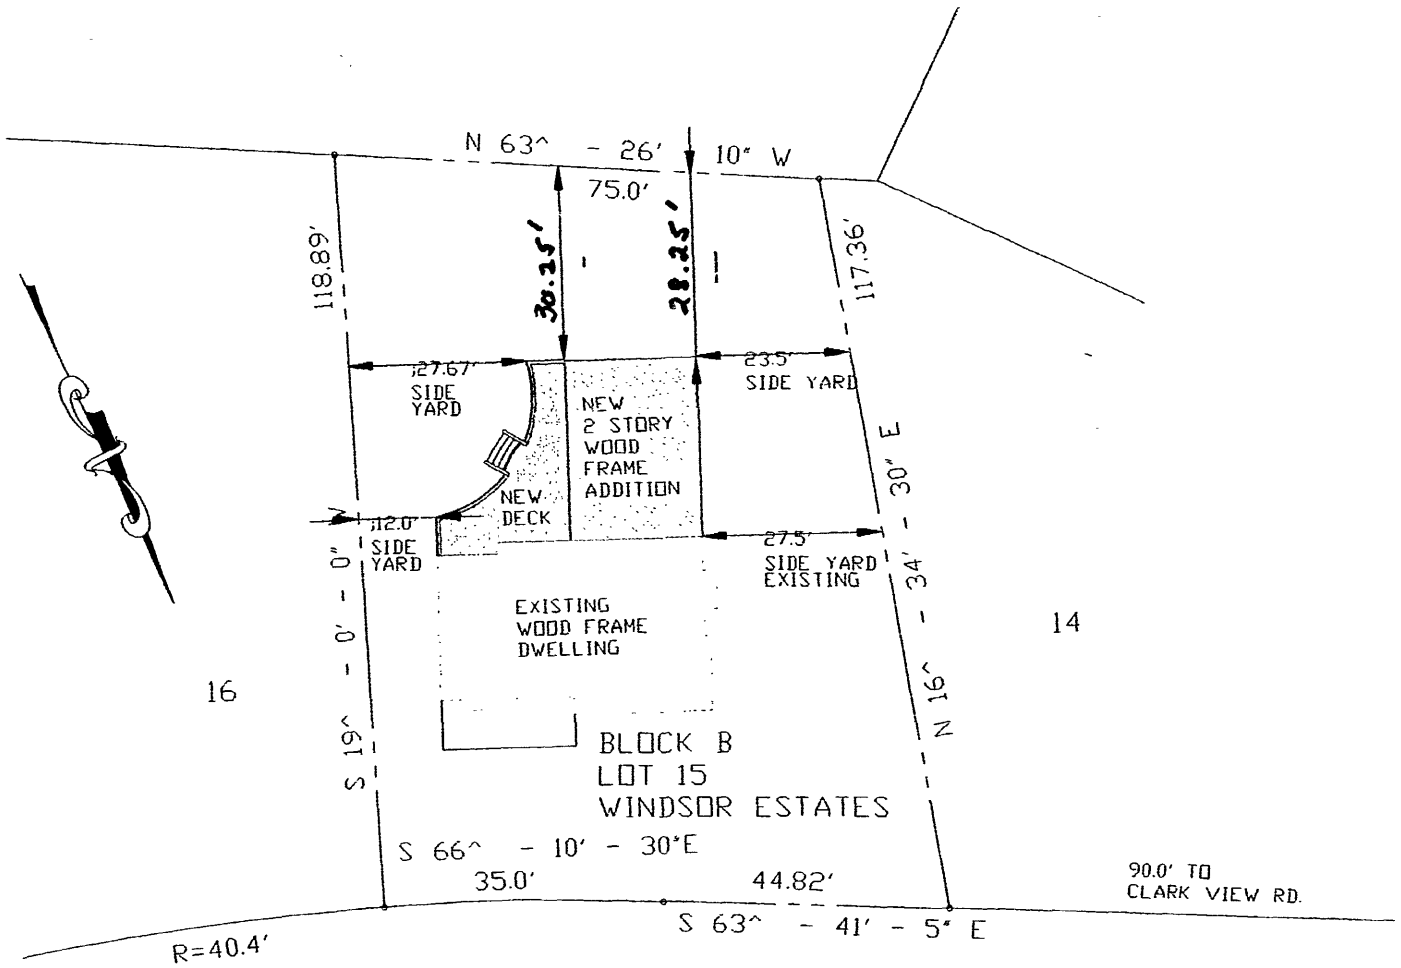 N 63^ - 26' 10" W
75.0'
118.89'
30.25'
28.25'
117.36'
27.67'
SIDE
YARD
23.5'
SIDE YARD
NEW
2 STORY
WOOD
FRAME
ADDITION
NEW
DECK
12.0'
SIDE
YARD
27.5'
SIDE YARD
EXISTING
S 19^ - 0' - 0" W
N 16^ - 34' - 30" E
EXISTING
WOOD FRAME
DWELLING
16
14
BLOCK B
LOT 15
WINDSOR ESTATES
S 66^ - 10' - 30"E
35.0'
44.82'
90.0' TO
CLARK VIEW RD.
S 63^ - 41' - 5" E
R=40.4'